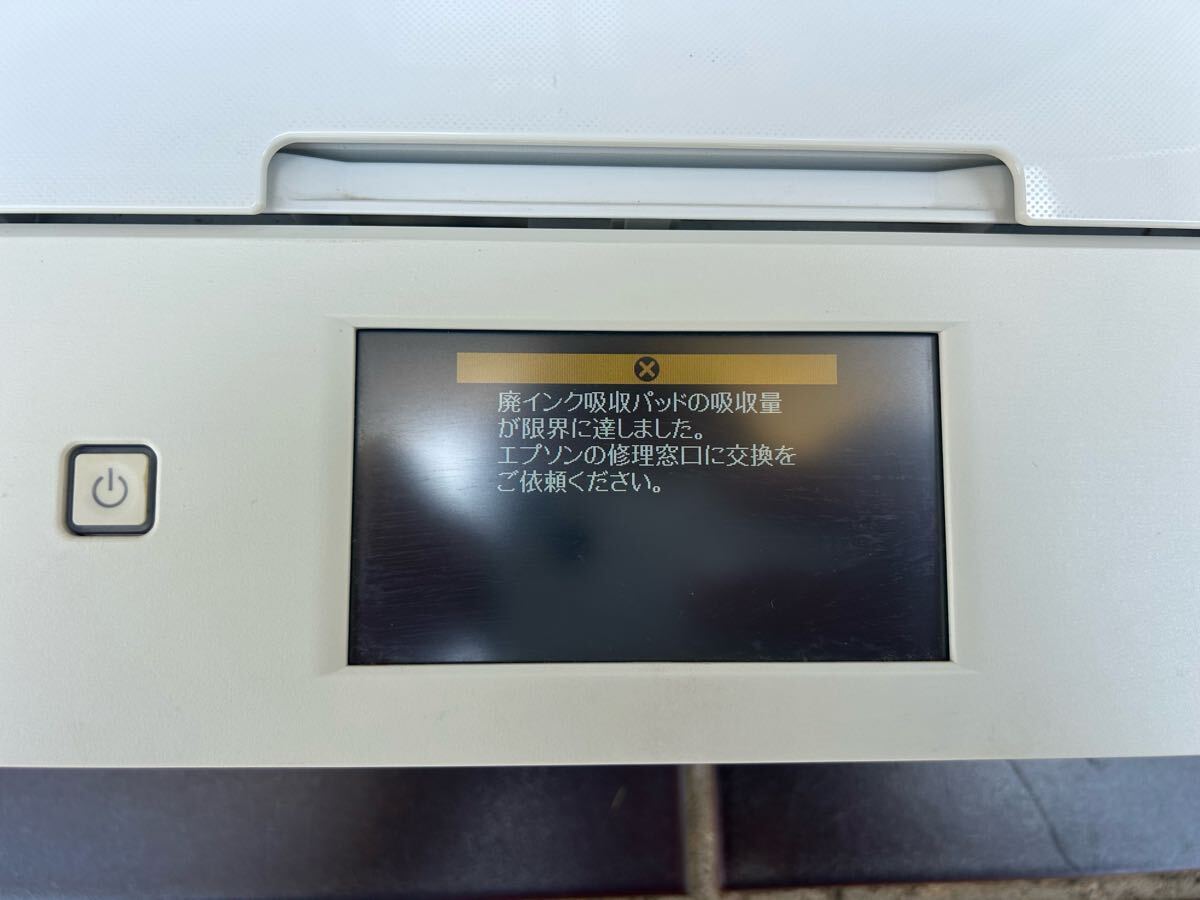 廃インク吸収パッドの吸収量
が限界に達しました。
エプソンの修理窓口に交換を
ご依頼ください。